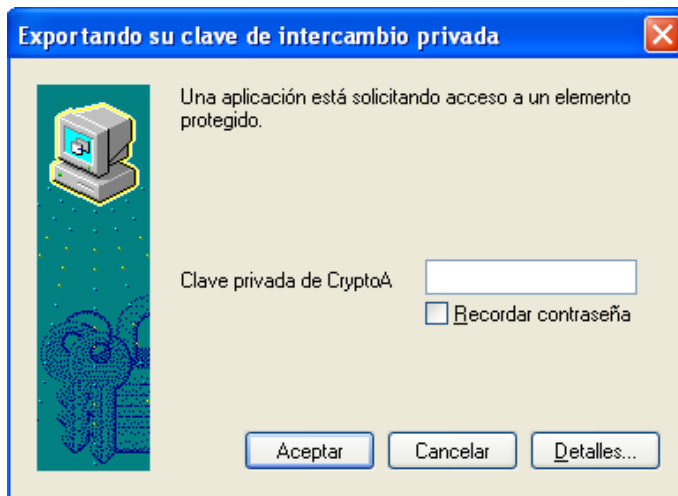 Exportando su clave de intercambio privada
Una aplicación está solicitando acceso a un elemento
protegido.
Clave privada de CryptoA
Recordar contraseña
Aceptar Cancelar Detalles...